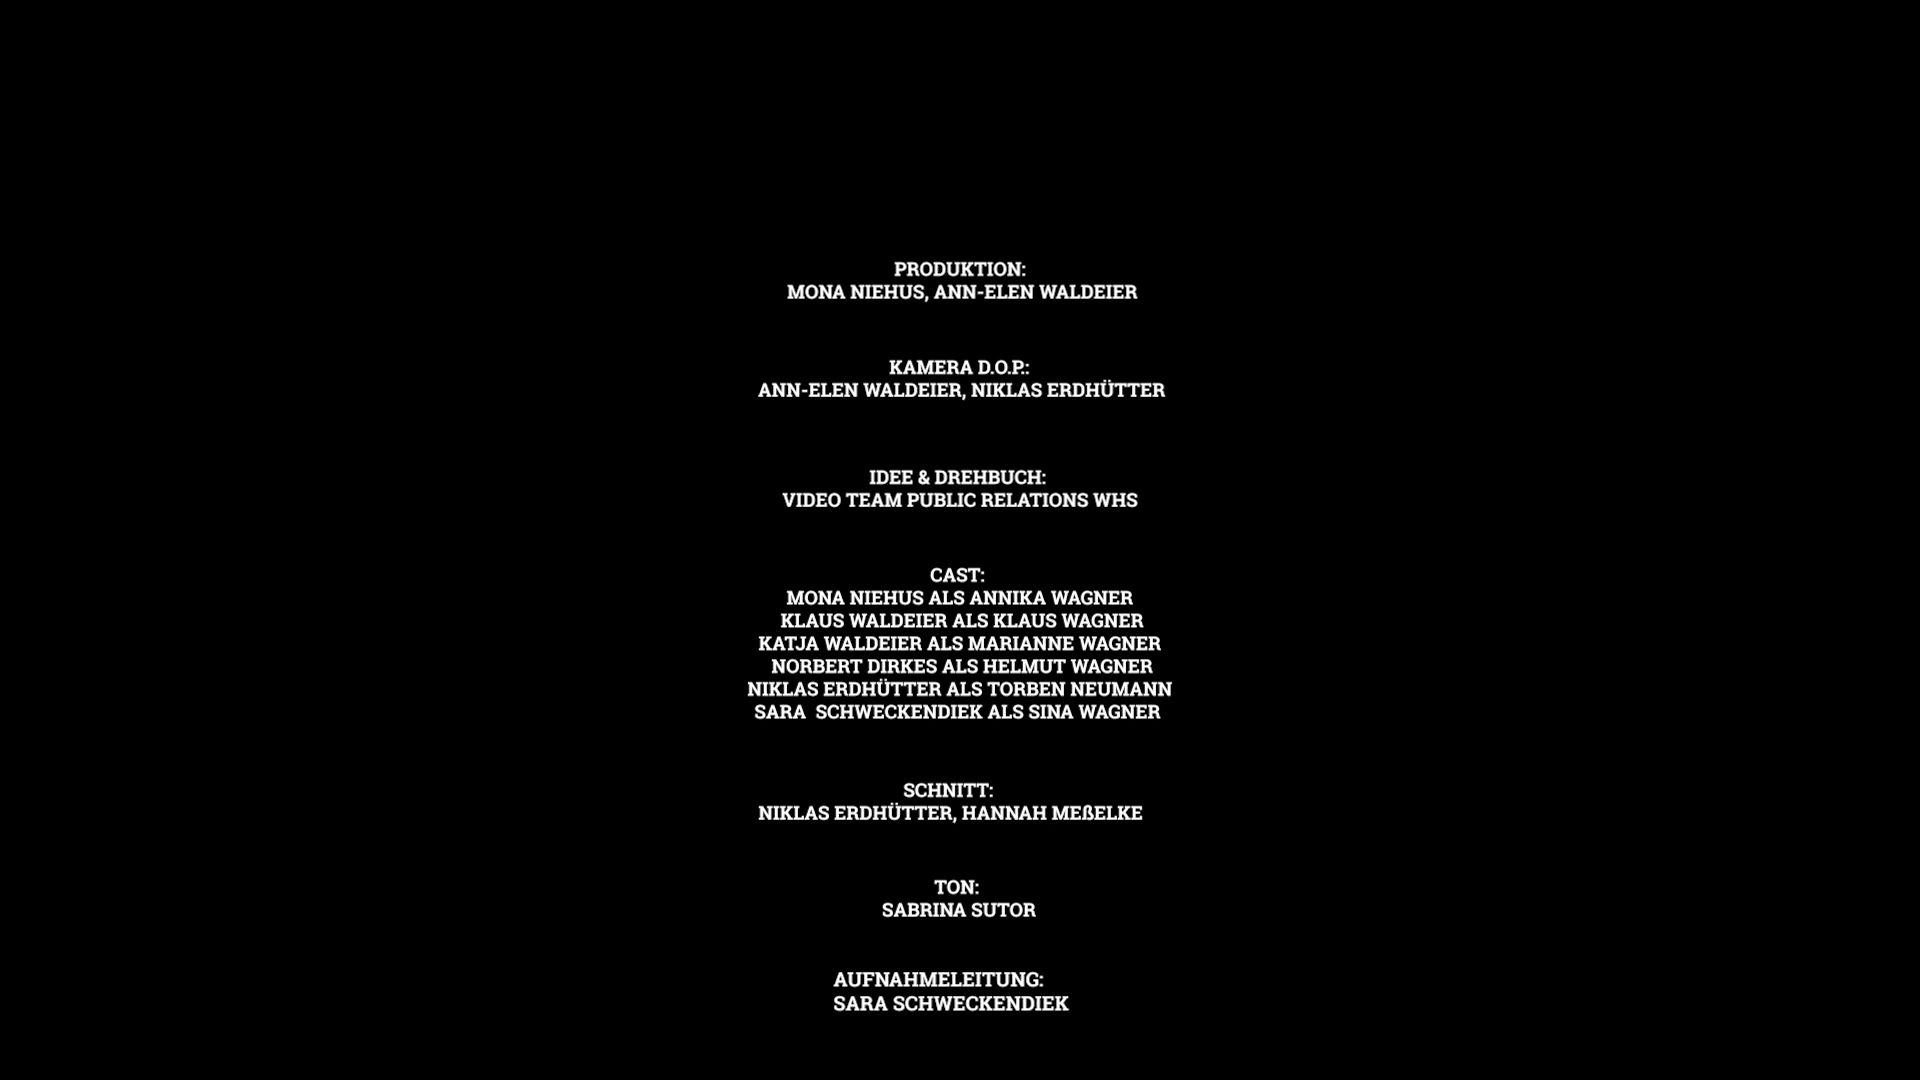 PRODUKTION:
MONA NIEHUS, ANN-ELEN WALDEIER
KAMERA D.O.P.:
ANN-ELEN WALDEIER, NIKLAS ERDHÜTTER
IDEE & DREHBUCH:
VIDEO TEAM PUBLIC RELATIONS WHS
CAST:
MONA NIEHUS ALS ANNIKA WAGNER
KLAUS WALDEIER ALS KLAUS WAGNER
KATJA WALDEIER ALS MARIANNE WAGNER
NORBERT DIRKES ALS HELMUT WAGNER
NIKLAS ERDHÜTTER ALS TORBEN NEUMANN
SARA  SCHWECKENDIEK ALS SINA WAGNER
SCHNITT:
NIKLAS ERDHÜTTER, HANNAH MEßELKE
TON:
SABRINA SUTOR
AUFNAHMELEITUNG:
SARA SCHWECKENDIEK